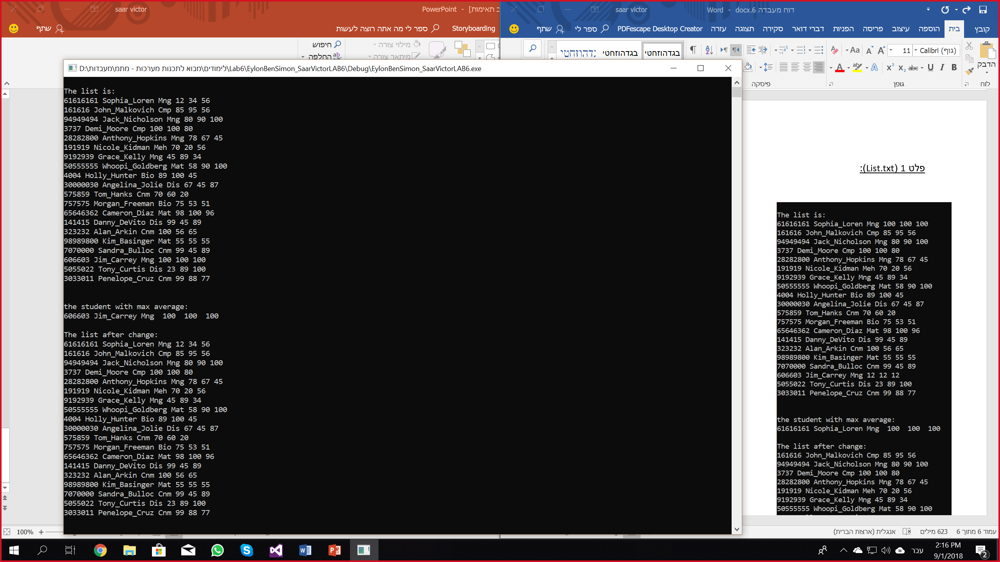 saar victor
ב תאימות] - PowerPoint
שתף
ספר לי מה אתה רוצה לעשות
Storyboarding
חיפוש
מילוי צורה
החלפה
מיתאר צורה
saar victor
דוח מעבדה 6.docx - Word
קובץ
בית
הוספה
עיצוב
פריסה
הפניות
דברי דואר
סקירה
תצוגה
עזרה
PDFescape Desktop Creator
ספר לי
שתף
אבגדהוזחטי
אבגדהוזחטי
11
Calibri (גוף)
הדבק
לוח
גופן
פיסקה
D:\לימודים\מבוא לתכנות מערכות - מתמ\מעבדות\Lab6\EylonBenSimon_SaarVictorLAB6\Debug\EylonBenSimon_SaarVictorLAB6.exe
The list is:
61616161 Sophia_Loren Mng 12 34 56
161616 John_Malkovich Cmp 85 95 56
94949494 Jack_Nicholson Mng 80 90 100
3737 Demi_Moore Cmp 100 100 80
28282800 Anthony_Hopkins Mng 78 67 45
191919 Nicole_Kidman Meh 70 20 56
9192939 Grace_Kelly Mng 45 89 34
50555555 Whoopi_Goldberg Mat 58 90 100
4004 Holly_Hunter Bio 89 100 45
30000030 Angelina_Jolie Dis 67 45 87
575859 Tom_Hanks Cnm 70 60 20
757575 Morgan_Freeman Bio 75 53 51
65646362 Cameron_Diaz Mat 98 100 96
141415 Danny_DeVito Dis 99 45 89
323232 Alan_Arkin Cnm 100 56 65
98989800 Kim_Basinger Mat 55 55 55
7070000 Sandra_Bulloc Cnm 99 45 89
606603 Jim_Carrey Mng 100 100 100
5055022 Tony_Curtis Dis 23 89 100
3033011 Penelope_Cruz Cnm 99 88 77
the student with max average:
606603 Jim_Carrey Mng  100  100  100
The list after change:
61616161 Sophia_Loren Mng 12 34 56
161616 John_Malkovich Cmp 85 95 56
94949494 Jack_Nicholson Mng 80 90 100
3737 Demi_Moore Cmp 100 100 80
28282800 Anthony_Hopkins Mng 78 67 45
191919 Nicole_Kidman Meh 70 20 56
9192939 Grace_Kelly Mng 45 89 34
50555555 Whoopi_Goldberg Mat 58 90 100
4004 Holly_Hunter Bio 89 100 45
30000030 Angelina_Jolie Dis 67 45 87
575859 Tom_Hanks Cnm 70 60 20
757575 Morgan_Freeman Bio 75 53 51
65646362 Cameron_Diaz Mat 98 100 96
141415 Danny_DeVito Dis 99 45 89
323232 Alan_Arkin Cnm 100 56 65
98989800 Kim_Basinger Mat 55 55 55
7070000 Sandra_Bulloc Cnm 99 45 89
5055022 Tony_Curtis Dis 23 89 100
3033011 Penelope_Cruz Cnm 99 88 77
פלט 1 (List.txt):
The list is:
61616161 Sophia_Loren Mng 100 100 100
161616 John_Malkovich Cmp 85 95 56
94949494 Jack_Nicholson Mng 80 90 100
3737 Demi_Moore Cmp 100 100 80
28282800 Anthony_Hopkins Mng 78 67 45
191919 Nicole_Kidman Meh 70 20 56
9192939 Grace_Kelly Mng 45 89 34
50555555 Whoopi_Goldberg Mat 58 90 100
4004 Holly_Hunter Bio 89 100 45
30000030 Angelina_Jolie Dis 67 45 87
575859 Tom_Hanks Cnm 70 60 20
757575 Morgan_Freeman Bio 75 53 51
65646362 Cameron_Diaz Mat 98 100 96
141415 Danny_DeVito Dis 99 45 89
323232 Alan_Arkin Cnm 100 56 65
98989800 Kim_Basinger Mat 55 55 55
7070000 Sandra_Bulloc Cnm 99 45 89
606603 Jim_Carrey Mng 12 12 12
5055022 Tony_Curtis Dis 23 89 100
3033011 Penelope_Cruz Cnm 99 88 77
the student with max average:
61616161 Sophia_Loren Mng  100  100  100
The list after change:
161616 John_Malkovich Cmp 85 95 56
94949494 Jack_Nicholson Mng 80 90 100
3737 Demi_Moore Cmp 100 100 80
28282800 Anthony_Hopkins Mng 78 67 45
191919 Nicole_Kidman Meh 70 20 56
9192939 Grace_Kelly Mng 45 89 34
50555555 Whoopi_Goldberg Mat 58 90 100
100%
עמוד 6 מתוך 6
623 מילים
אנגלית (ארצות הברית)
עבר
2:16 PM
9/1/2018
2